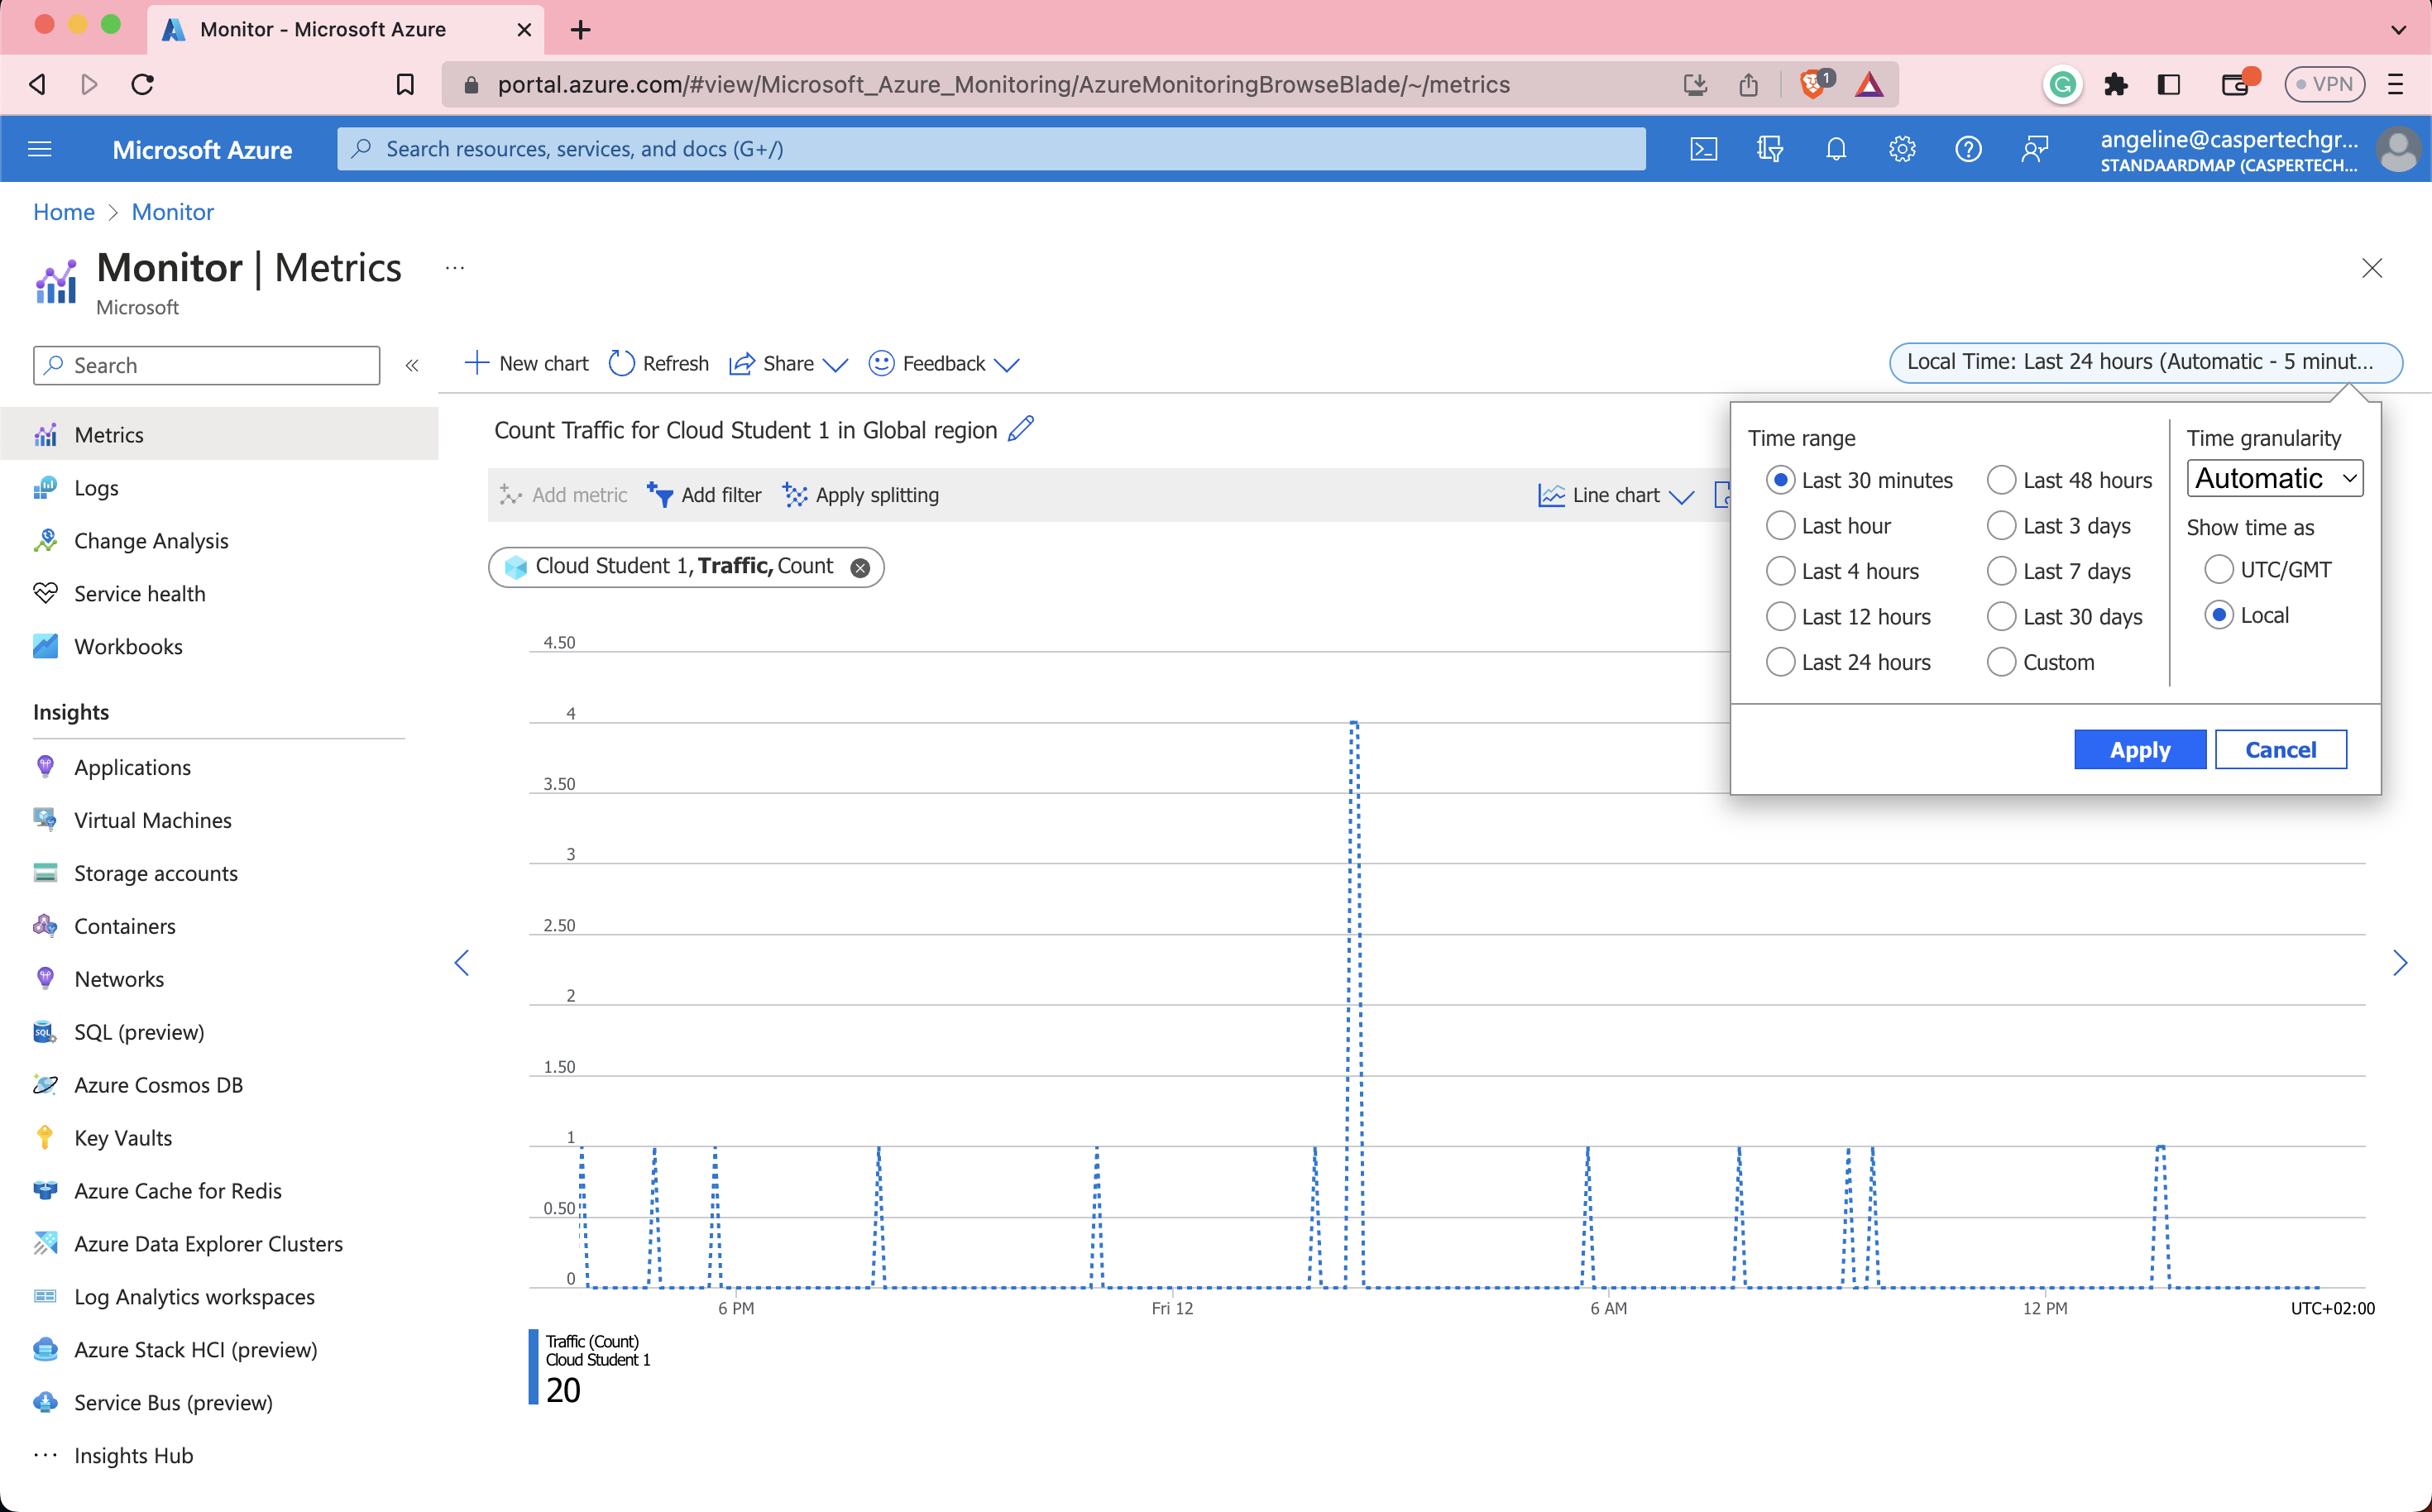 Monitor - Microsoft Azure
portal.azure.com/#view/Microsoft_Azure_Monitoring/AzureMonitoringBrowseBlade/~/metrics
1
VPN
Microsoft Azure
Search resources, services, and docs (G+/)
angeline@caspertechgr...
STANDAARDMAP (CASPERTECH...
Home > Monitor
Monitor | Metrics
...
Microsoft
Search
«
New chart
Refresh
Share
Feedback
Local Time: Last 24 hours (Automatic - 5 minut...
Metrics
Logs
Change Analysis
Service health
Workbooks
Insights
Applications
Virtual Machines
Storage accounts
Containers
Networks
SQL (preview)
Azure Cosmos DB
Key Vaults
Azure Cache for Redis
Azure Data Explorer Clusters
Log Analytics workspaces
Azure Stack HCI (preview)
Service Bus (preview)
Insights Hub
Count Traffic for Cloud Student 1 in Global region
Add metric
Add filter
Apply splitting
Line chart
Cloud Student 1, Traffic, Count
Time range
Last 30 minutes
Last hour
Last 4 hours
Last 12 hours
Last 24 hours
Last 48 hours
Last 3 days
Last 7 days
Last 30 days
Custom
Time granularity
Automatic
Show time as
UTC/GMT
Local
Apply
Cancel
4.50
4
3.50
3
2.50
2
1.50
1
0.50
0
6 PM
Fri 12
6 AM
12 PM
UTC+02:00
Traffic (Count)
Cloud Student 1
20